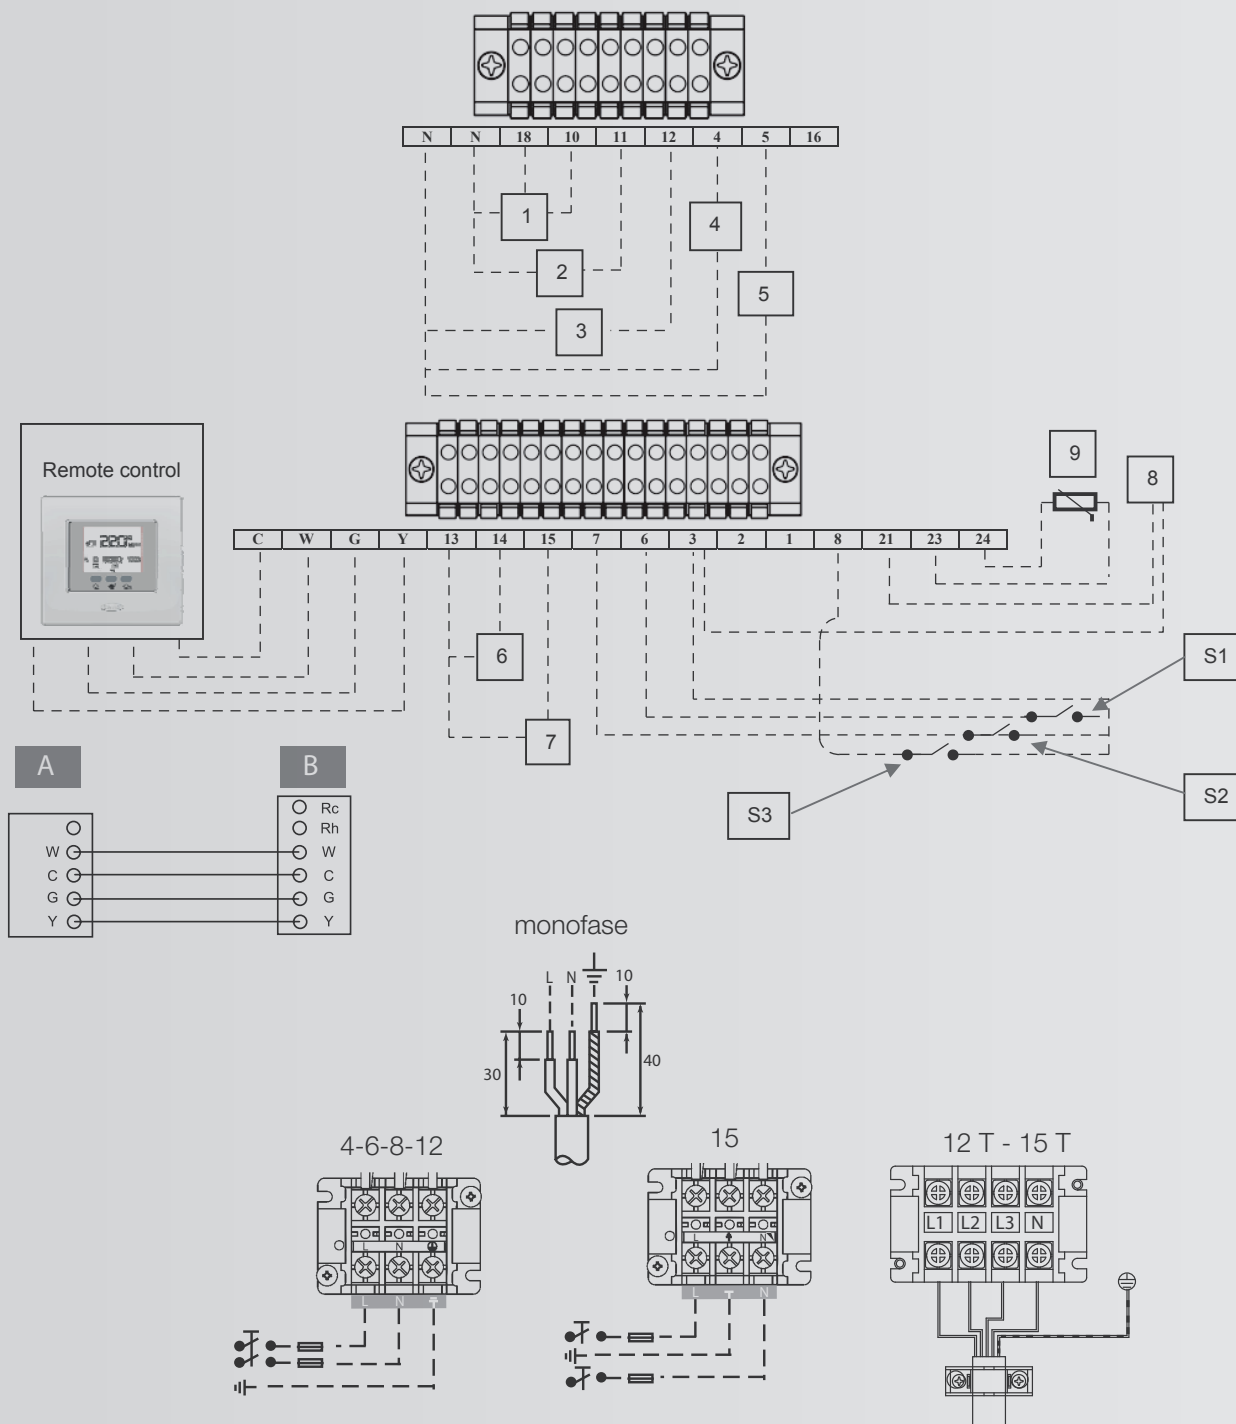 N N 18 10 11 12 4 5 16
1
4
2
5
3
Remote control
9
8
C W G Y 13 14 15 7 6 3 2 1 8 21 23 24
6
S1
7
A B
S2
S3
Rc
Rh
W W
C C
G G
Y Y
monofase
L N 10
10
30 40
4-6-8-12 15 12 T - 15 T
L1 L2 L3 N
L N L N
L N L N